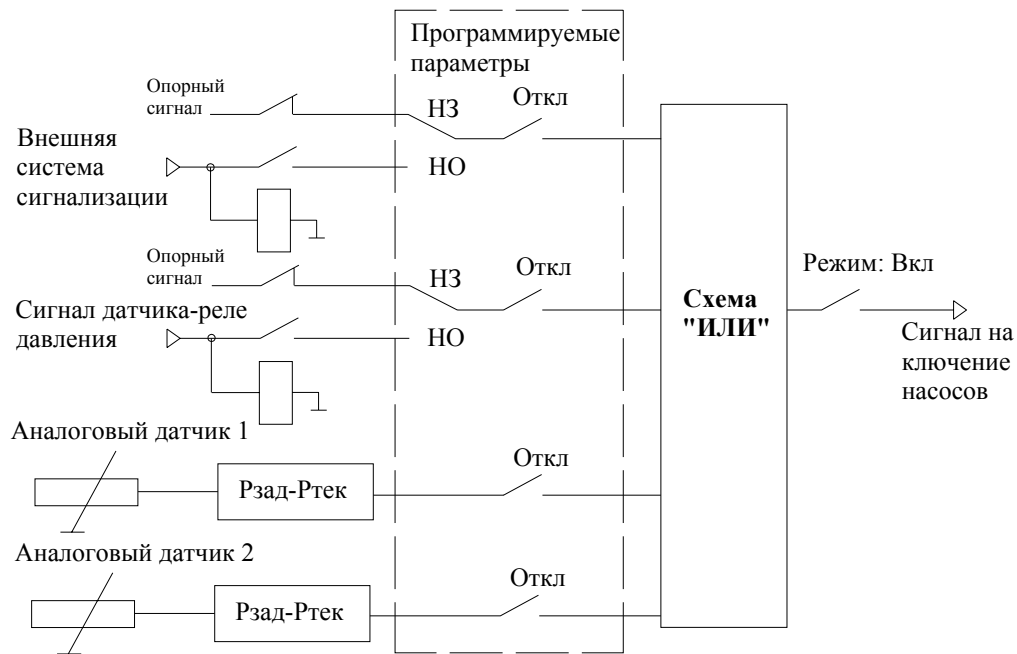 Программируемые
параметры
Опорный
сигнал
НЗ
Откл
Внешняя
система
сигнализации
НО
Опорный
сигнал
НЗ
Откл
Сигнал датчика-реле
давления
НО
Схема
"ИЛИ"
Режим: Вкл
Сигнал на
ключение
насосов
Аналоговый датчик 1
Рзад-Ртек
Откл
Аналоговый датчик 2
Рзад-Ртек
Откл